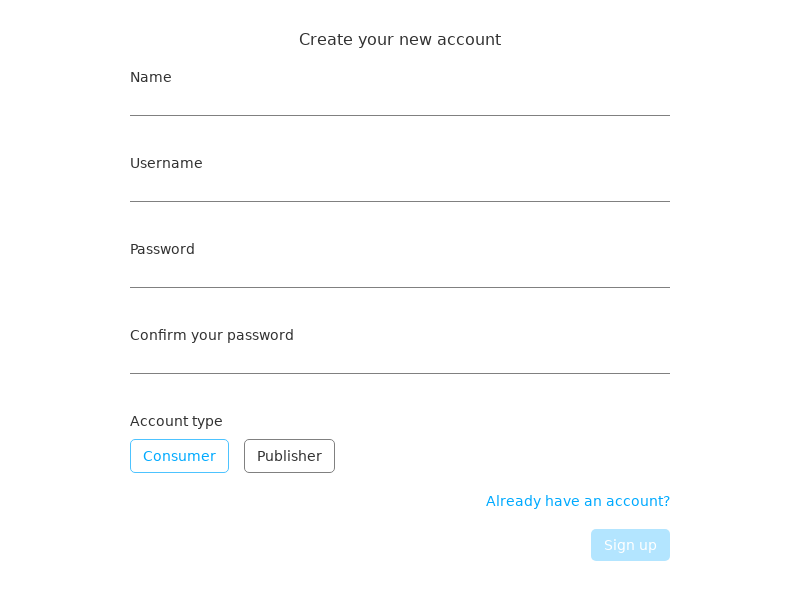 Create your new account
Name
Username
Password
Confirm your password
Account type
Consumer Publisher
Already have an account?
Sign up